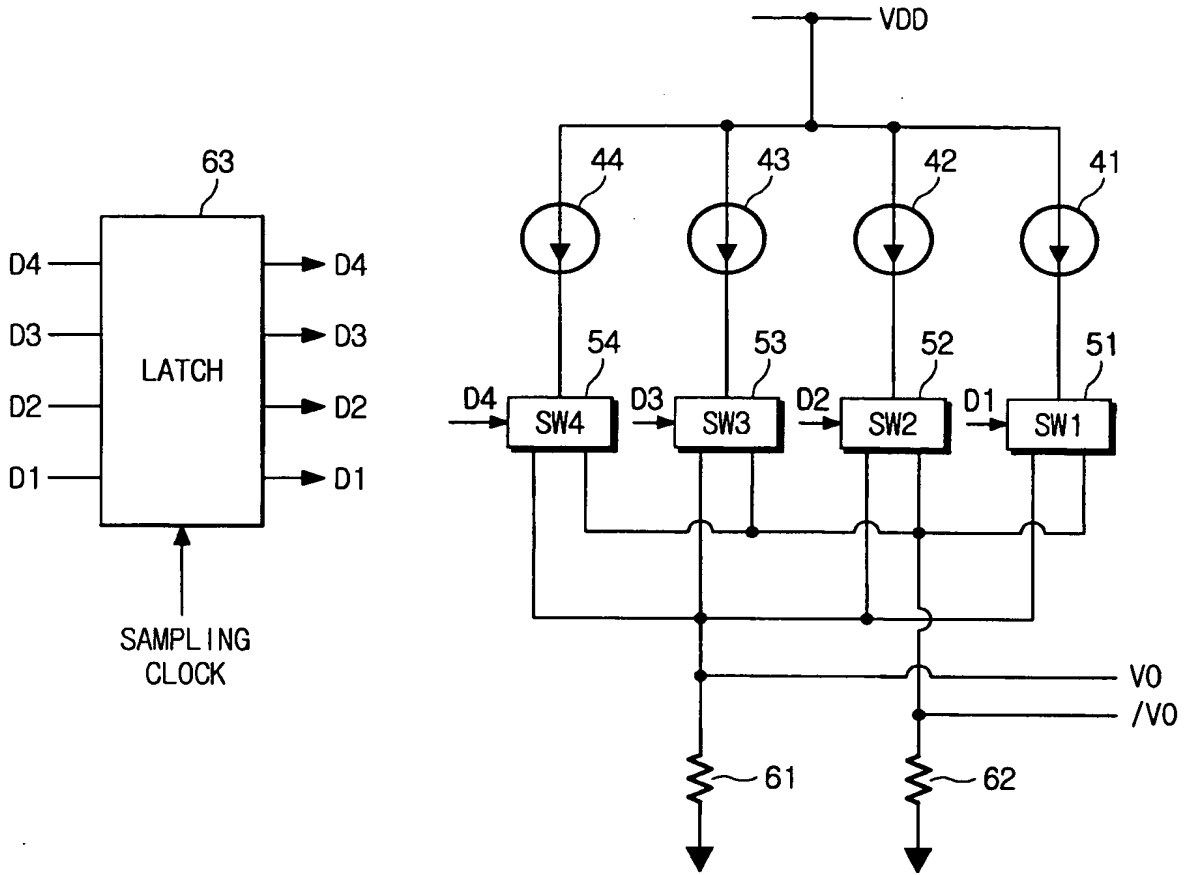 VDD
63
44
43
42
41
D4
D4
D3
D3
LATCH
D2
D2
D1
D1
SAMPLING
CLOCK
54
53
52
51
D4
SW4
D3
SW3
D2
SW2
D1
SW1
VO
/VO
61
62